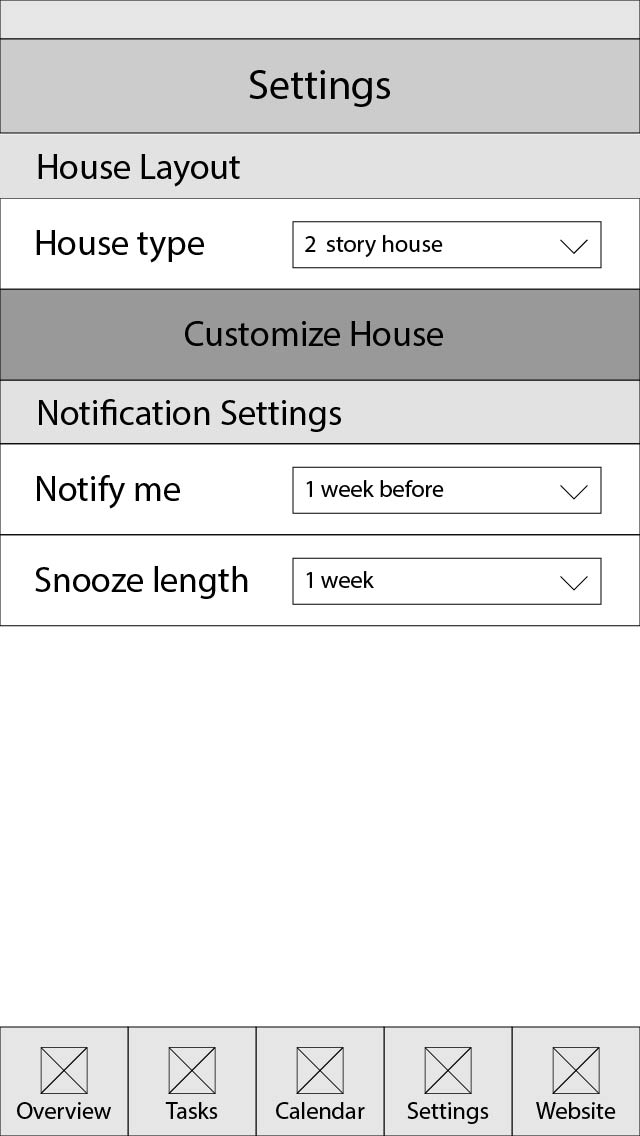 Settings
House Layout
House type
2 story house
Customize House
Notification Settings
Notify me
1 week before
Snooze length
1 week
Overview
Tasks
Calendar
Settings
Website